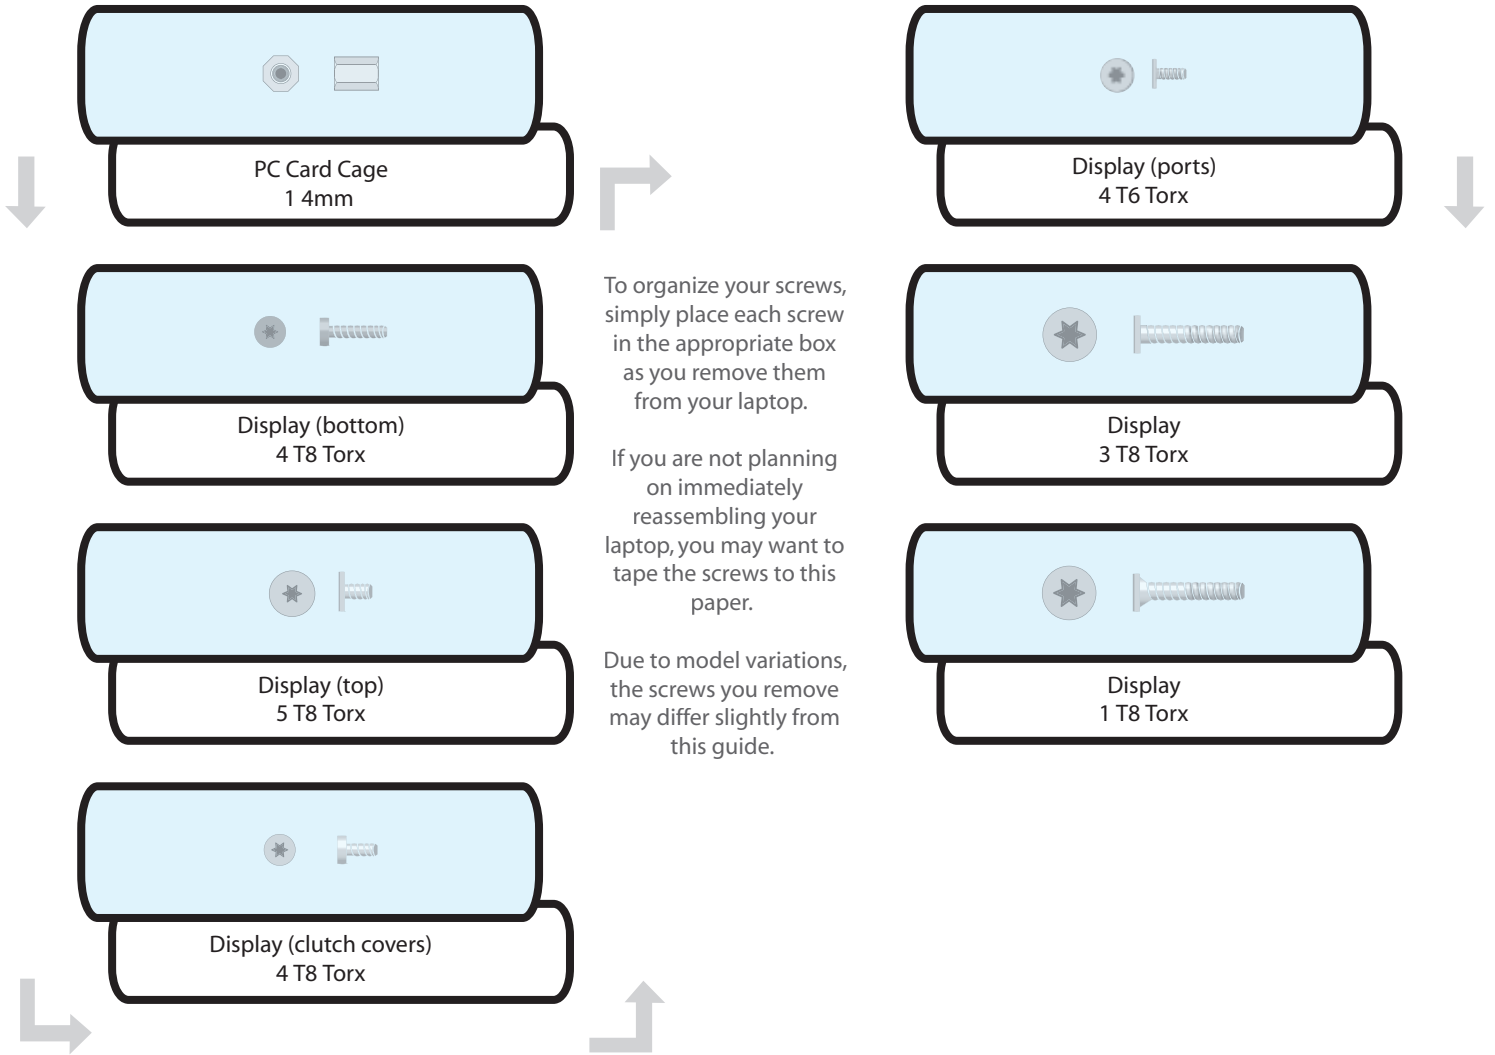 PC Card Cage
1 4mm
Display (bottom)
4 T8 Torx
Display (top)
5 T8 Torx
Display (clutch covers)
4 T8 Torx
To organize your screws,
simply place each screw
in the appropriate box
as you remove them
from your laptop.
If you are not planning
on immediately
reassembling your
laptop, you may want to
tape the screws to this
paper.
Due to model variations,
the screws you remove
may differ slightly from
this guide.
Display (ports)
4 T6 Torx
Display
3 T8 Torx
Display
1 T8 Torx